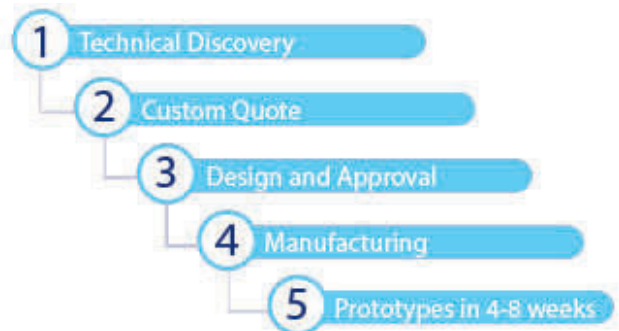 1 Technical Discovery
2 Custom Quote
3 Design and Approval
4 Manufacturing
5 Prototypes in 4-8 weeks